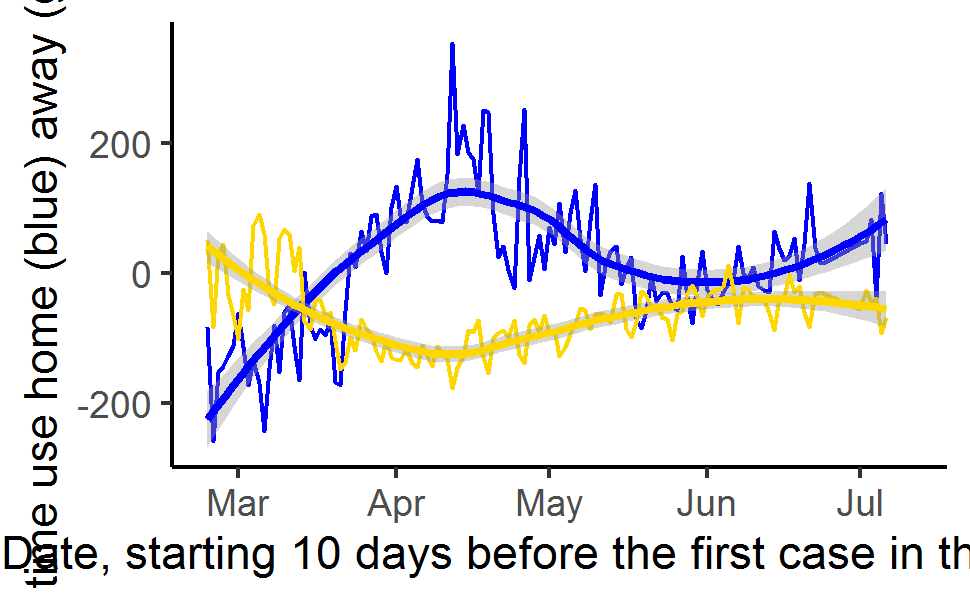 time use home (blue) away (
200
0
-200
Mar Apr May Jun Jul
Date, starting 10 days before the first case in th